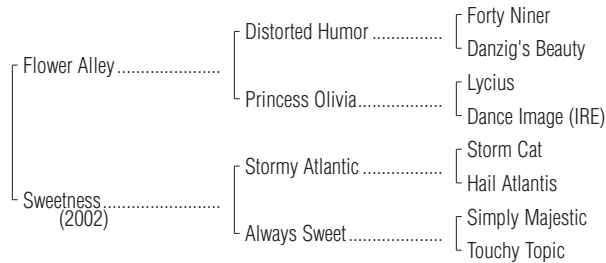 Forty Niner
Distorted Humor ................
Danzig's Beauty
Flower Alley .......................
Lycius
Princess Olivia...................
Dance Image (IRE)
Storm Cat
Stormy Atlantic ..................
Hail Atlantis
Sweetness..........................
(2002)
Simply Majestic
Always Sweet.....................
Touchy Topic